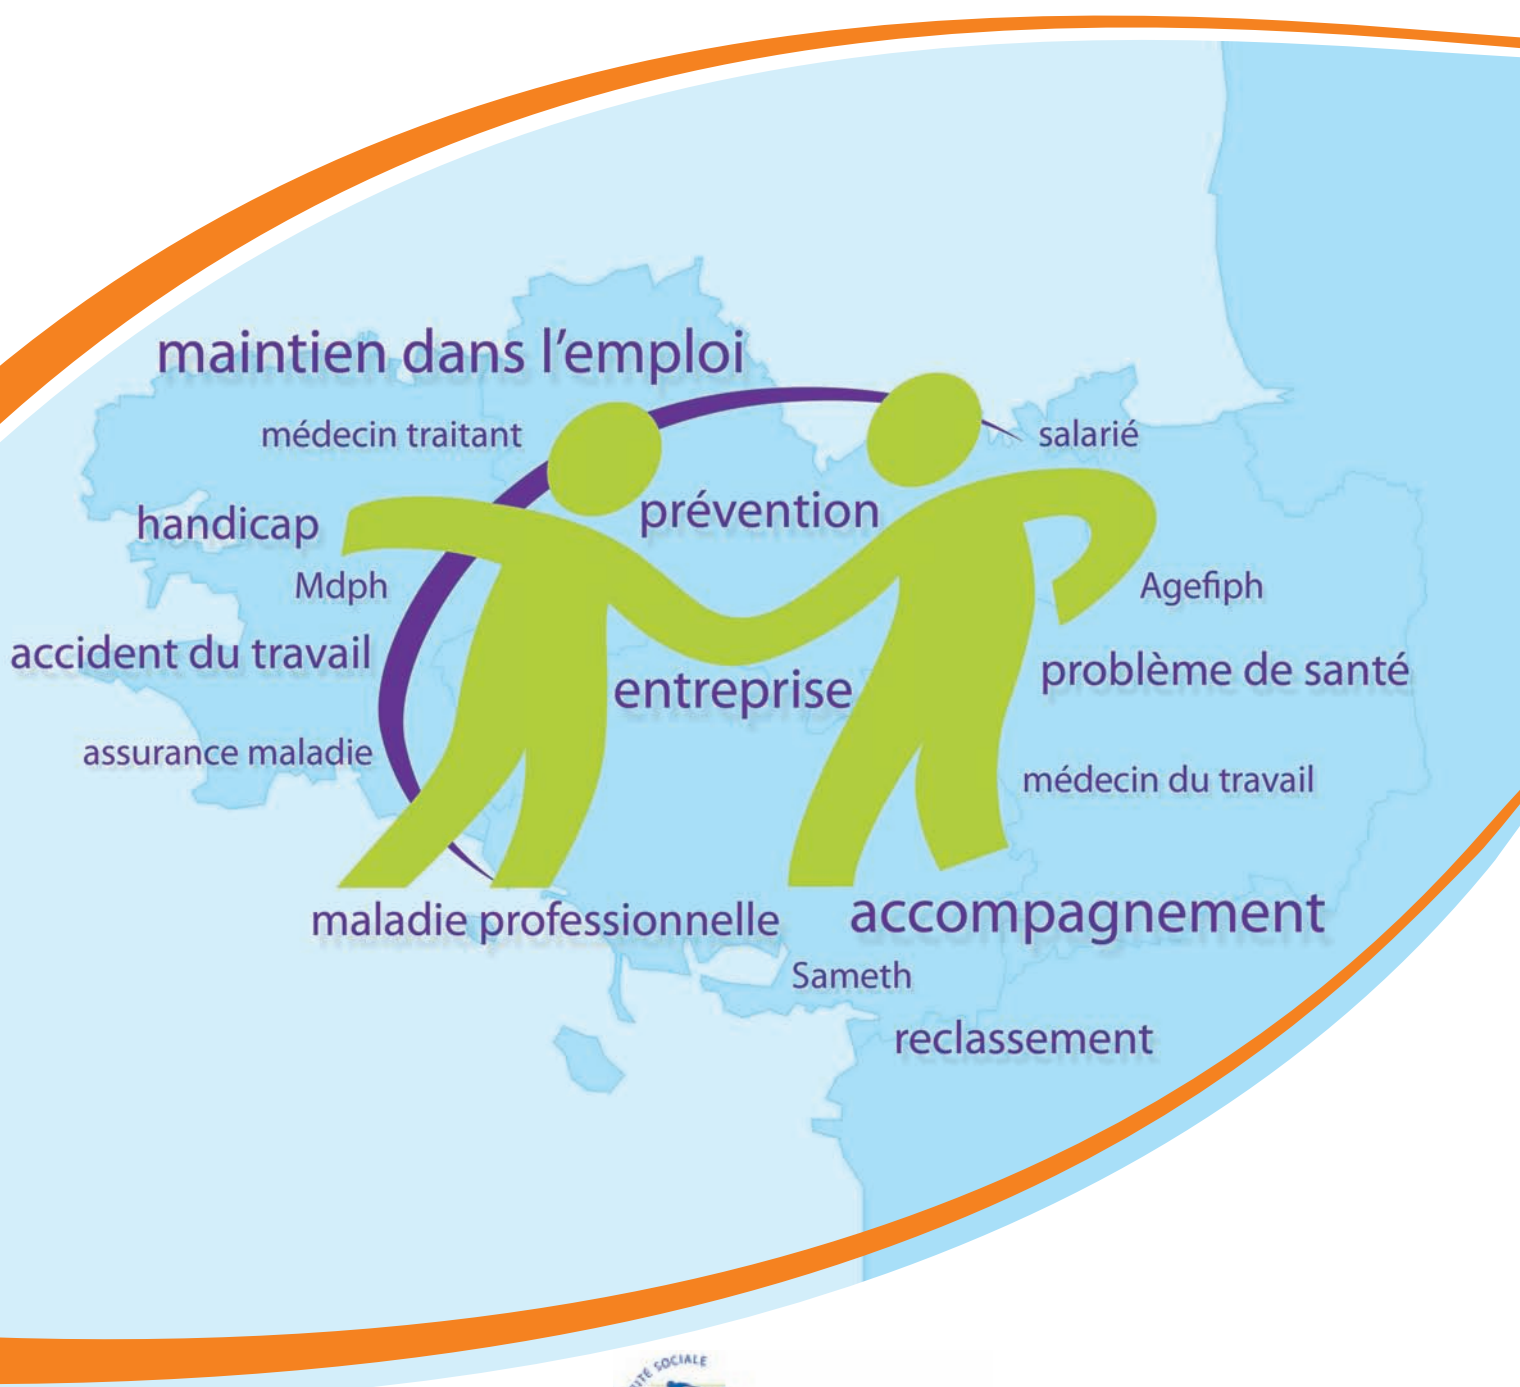 maintien dans l'emploi
médecin traitant
salarié
prévention
handicap
Mdph
Agefiph
accident du travail
problème de santé
entreprise
assurance maladie
médecin du travail
maladie professionnelle
accompagnement
Sameth
reclassement
SOCIALE